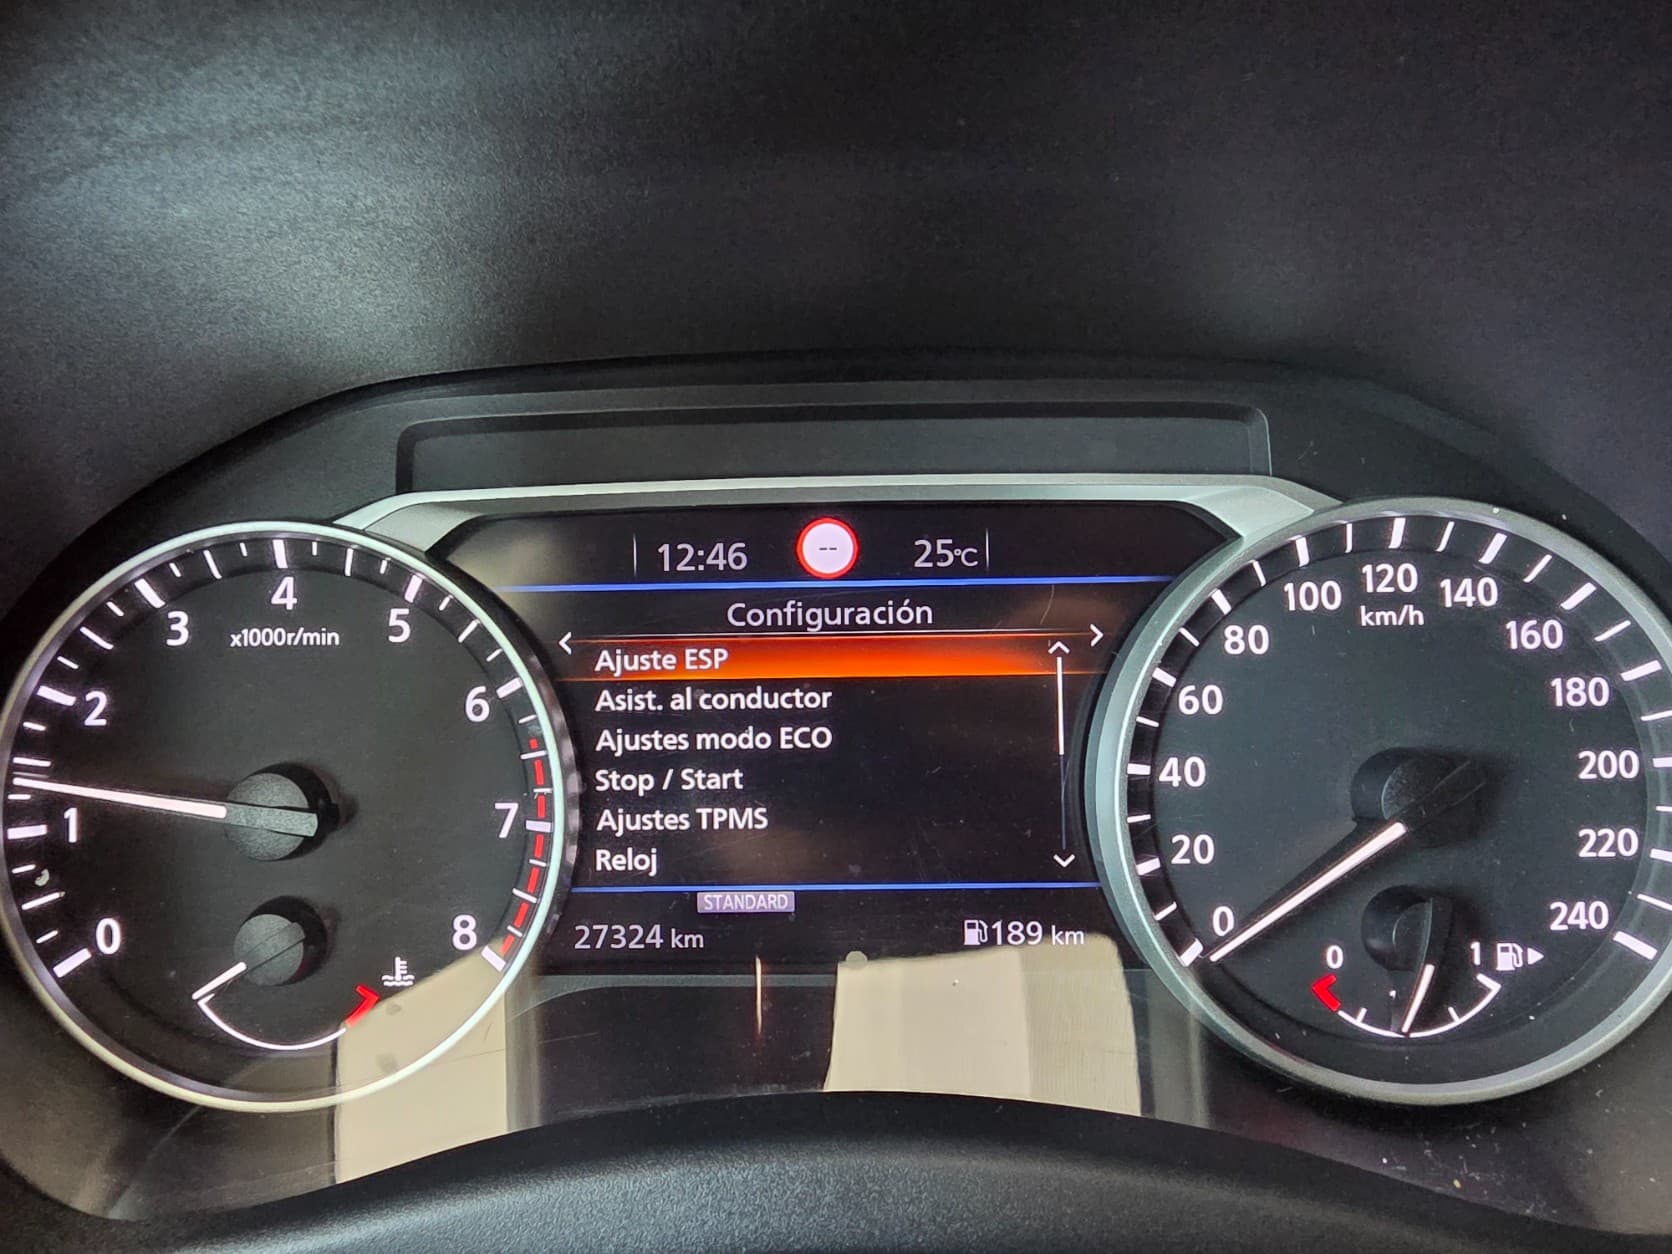 12:46 -- 25°C
Configuración
Ajuste ESP
Asist. al conductor
Ajustes modo ECO
Stop / Start
Ajustes TPMS
Reloj
STANDARD
27324 km 189 km
0
1
2
3
4
5
6
7
8
x1000r/min
0
20
40
60
80
100
120
140
160
180
200
220
240
km/h
0 1